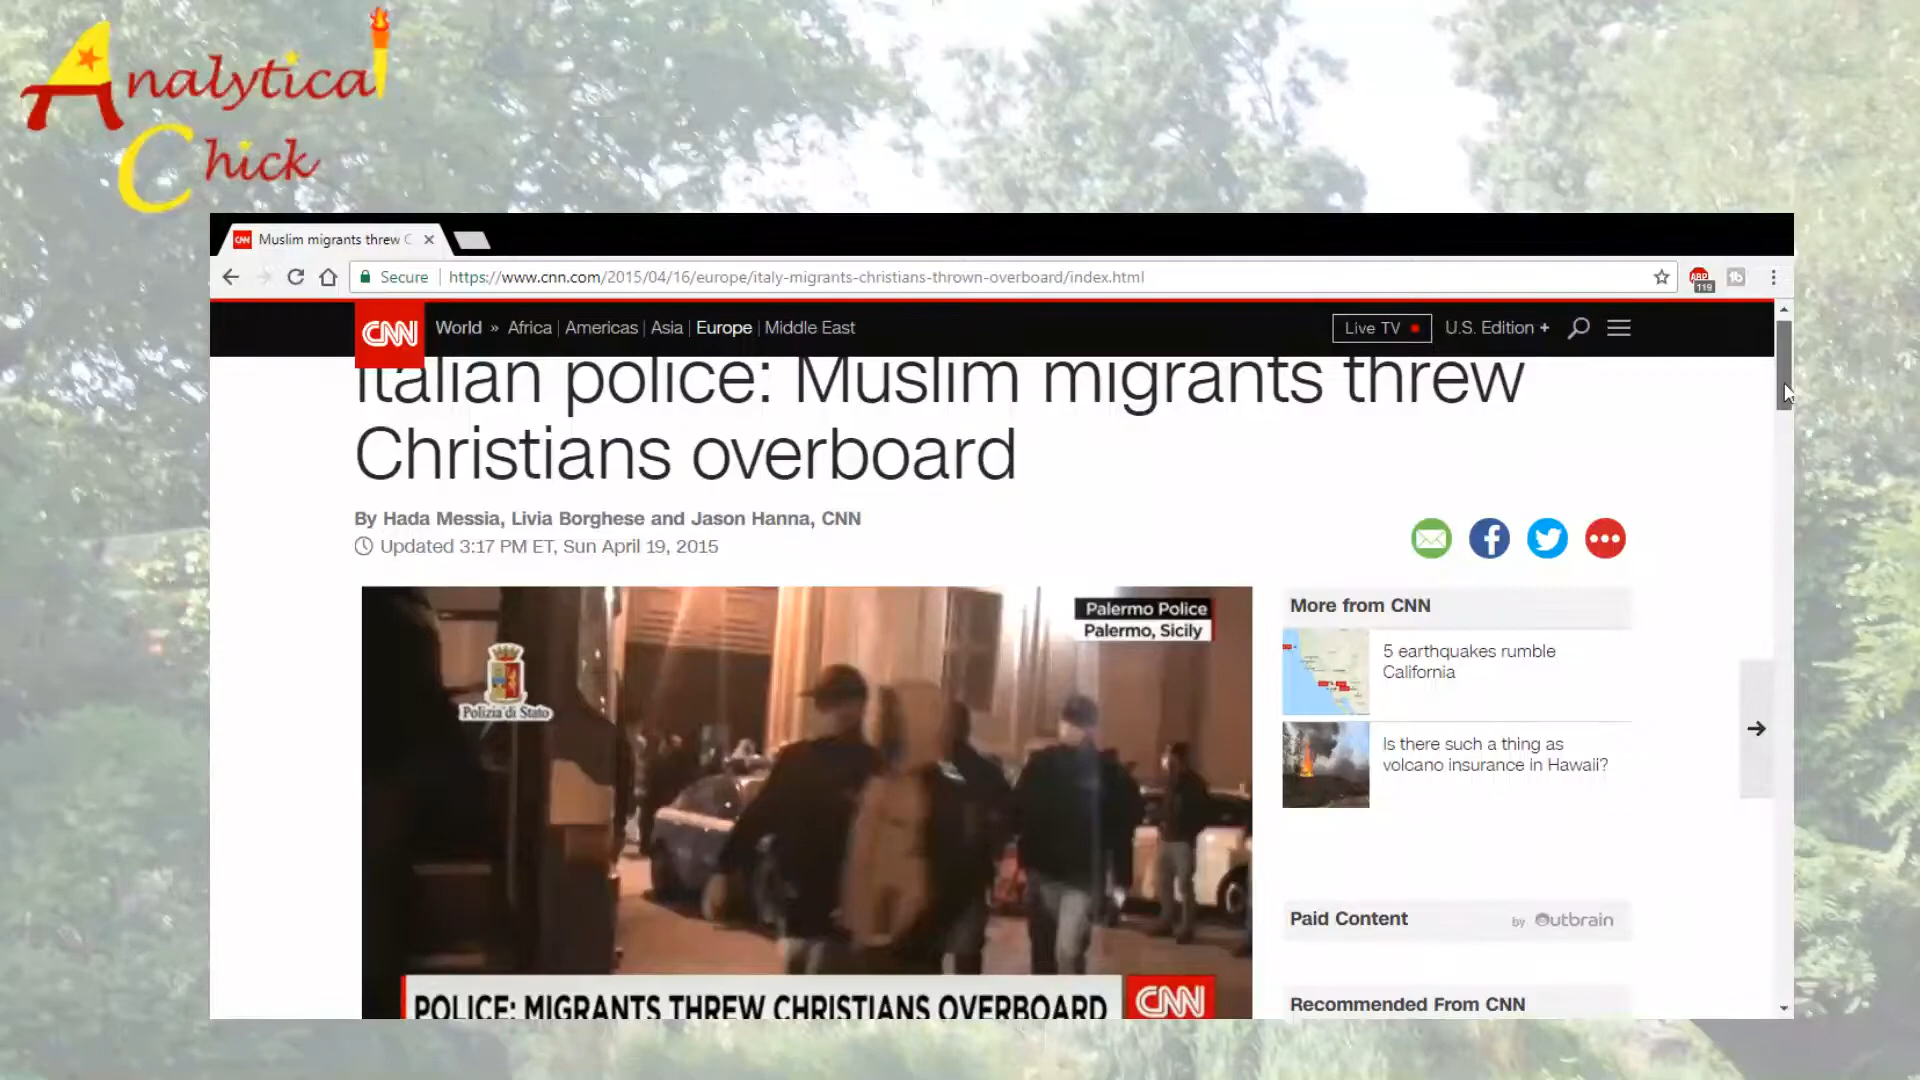 Analytical
Chick
Muslim migrants threw C
Secure
https://www.cnn.com/2015/04/16/europe/italy-migrants-christians-thrown-overboard/index.html
ABP
119
CNN
World » Africa | Americas | Asia | Europe | Middle East
Live TV
U.S. Edition +
Italian police: Muslim migrants threw
Christians overboard
By Hada Messia, Livia Borghese and Jason Hanna, CNN
Updated 3:17 PM ET, Sun April 19, 2015
Palermo Police
Palermo, Sicily
Polizia di Stato
POLICE: MIGRANTS THREW CHRISTIANS OVERBOARD
CNN
More from CNN
5 earthquakes rumble
California
Is there such a thing as
volcano insurance in Hawaii?
Paid Content
by Outbrain
Recommended From CNN